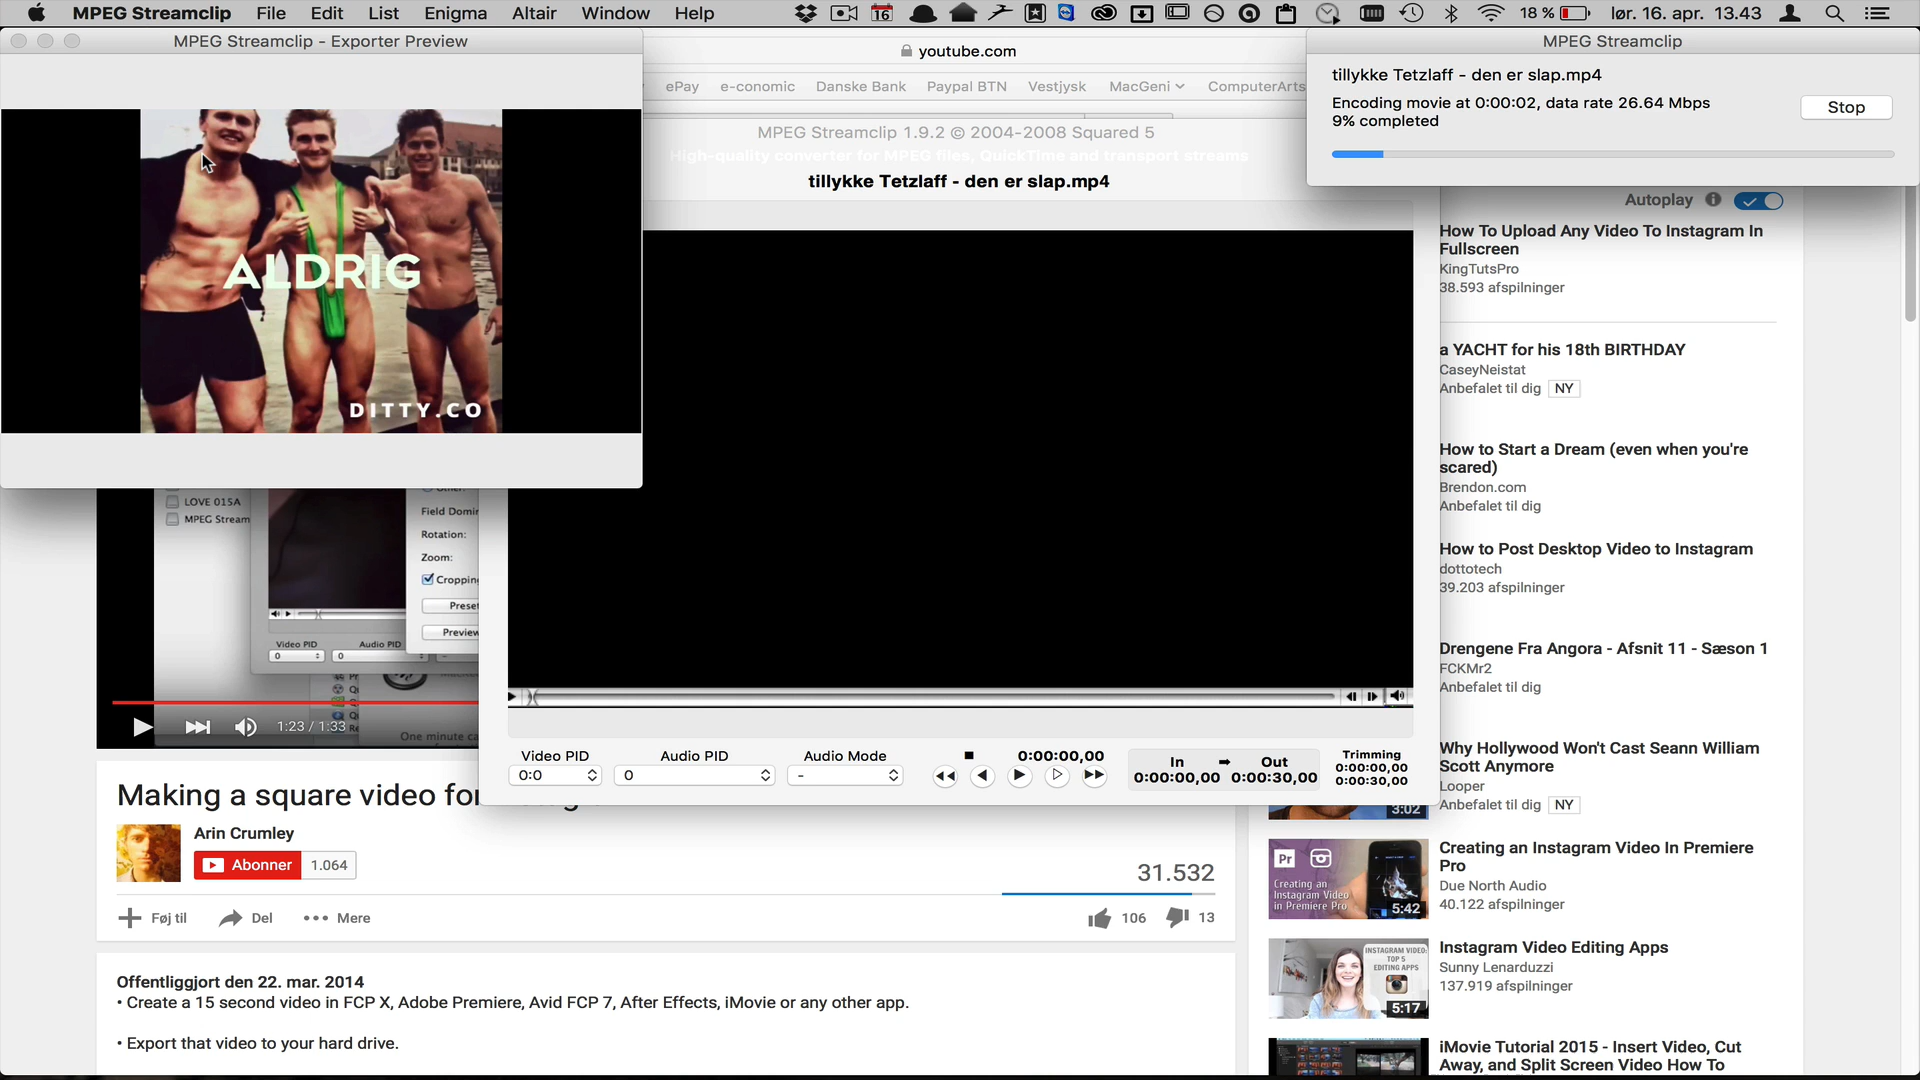 MPEG Streamclip File Edit List Enigma Altair Window Help
16 18 % lør. 16. apr. 13.43
MPEG Streamclip - Exporter Preview
ALDRIG
DITTY.CO
youtube.com
ePay e-conomic Danske Bank Paypal BTN Vestjysk MacGeni ComputerArts
MPEG Streamclip 1.9.2 © 2004-2008 Squared 5
High-quality converter for MPEG files, QuickTime and transport streams
tillykke Tetzlaff - den er slap.mp4
MPEG Streamclip
tillykke Tetzlaff - den er slap.mp4
Encoding movie at 0:00:02, data rate 26.64 Mbps
9% completed
Stop
LOVE 015A
MPEG Stream
Field Domin
Rotation:
Zoom:
Cropping
Preset
Preview
Video PID Audio PID
0 0
One minute ca
1:23 / 1:33
Video PID Audio PID Audio Mode
0:0 0 -
0:00:00,00
In Out
0:00:00,00 0:00:30,00
Trimming
0:00:00,00
0:00:30,00
Making a square video for
Arin Crumley
Abonner 1.064
31.532
Føj til Del Mere
106 13
Offentliggjort den 22. mar. 2014
• Create a 15 second video in FCP X, Adobe Premiere, Avid FCP 7, After Effects, iMovie or any other app.
• Export that video to your hard drive.
Autoplay
How To Upload Any Video To Instagram In
Fullscreen
KingTutsPro
38.593 afspilninger
a YACHT for his 18th BIRTHDAY
CaseyNeistat
Anbefalet til dig NY
How to Start a Dream (even when you're
scared)
Brendon.com
Anbefalet til dig
How to Post Desktop Video to Instagram
dottotech
39.203 afspilninger
Drengene Fra Angora - Afsnit 11 - Sæson 1
FCKMr2
Anbefalet til dig
Why Hollywood Won't Cast Seann William
Scott Anymore
Looper
Anbefalet til dig NY
3:02
Creating an Instagram Video In Premiere
Pro
Due North Audio
40.122 afspilninger
Pr
Creating an
Instagram Video
in Premiere Pro
5:42
Instagram Video Editing Apps
Sunny Lenarduzzi
137.919 afspilninger
INSTAGRAM VIDEO:
TOP 5
EDITING APPS
5:17
iMovie Tutorial 2015 - Insert Video, Cut
Away, and Split Screen Video How To